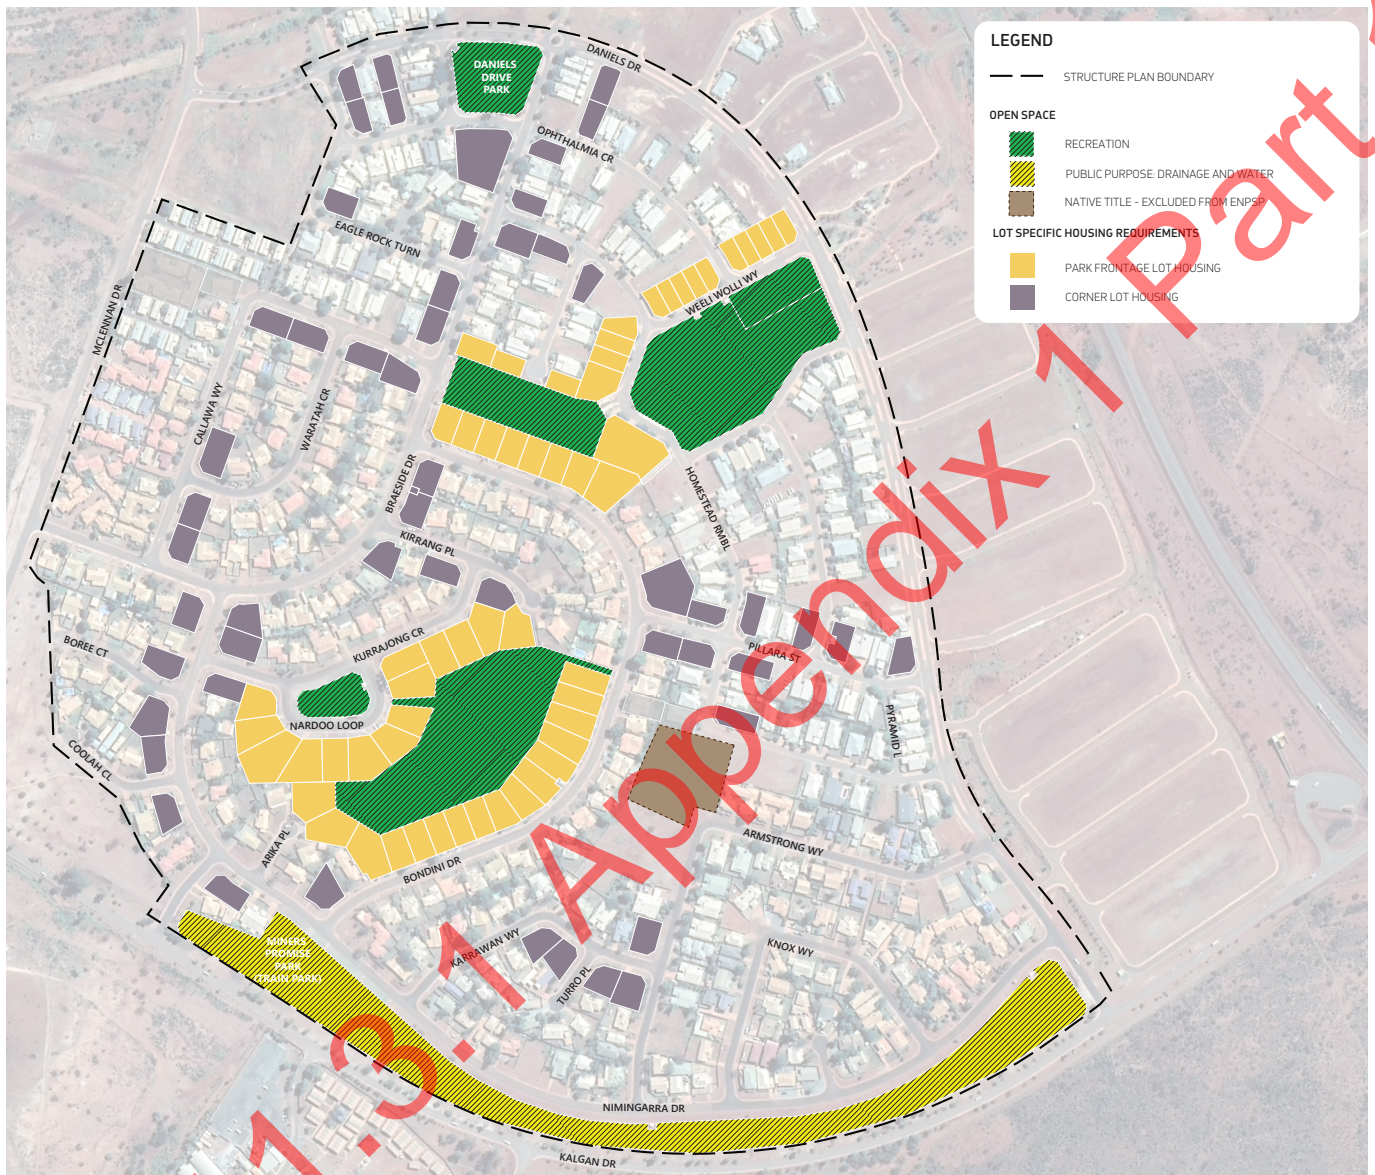 LEGEND
STRUCTURE PLAN BOUNDARY
OPEN SPACE
RECREATION
PUBLIC PURPOSE: DRAINAGE AND WATER
NATIVE TITLE - EXCLUDED FROM ENPSP
LOT SPECIFIC HOUSING REQUIREMENTS
PARK FRONTAGE LOT HOUSING
CORNER LOT HOUSING
DANIELS DR
DANIELS
DRIVE
PARK
OPHTHALMIA CR
EAGLE ROCK TURN
MCLENNAN DR
WEELI WOLLI WY
CALLAWA WY
WARATAH CR
BRAESIDE DR
HOMESTEAD RMBL
KIRRANG PL
KURRAJONG CR
BOREE CT
PILLARA ST
NARDOO LOOP
PYRAMID L
COOLAH CL
ARIKA PL
BONDINI DR
ARMSTRONG WY
KARRAWAN WY
KNOX WY
TURRO PL
MINERS
PROMISE
PARK
(TRAIN PARK)
NIMINGARRA DR
KALGAN DR
1.3.1 Appendix 1 Part